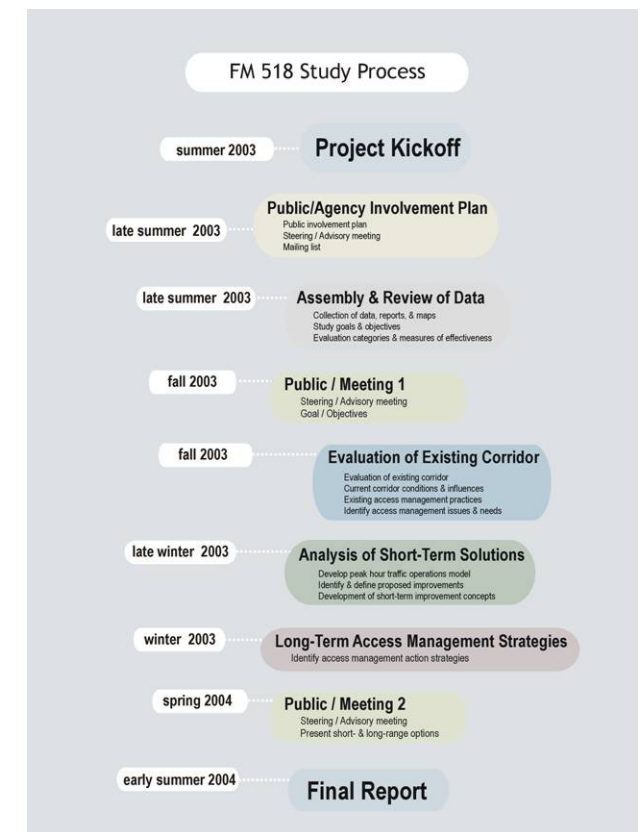 FM 518 Study Process
summer 2003
Project Kickoff
late summer 2003
Public/Agency Involvement Plan
Public involvement plan
Steering / Advisory meeting
Mailing list
late summer 2003
Assembly & Review of Data
Collection of data, reports, & maps
Study goals & objectives
Evaluation categories & measures of effectiveness
fall 2003
Public / Meeting 1
Steering / Advisory meeting
Goal / Objectives
fall 2003
Evaluation of Existing Corridor
Evaluation of existing corridor
Current corridor conditions & influences
Existing access management practices
Identify access management issues & needs
late winter 2003
Analysis of Short-Term Solutions
Develop peak hour traffic operations model
Identify & define proposed improvements
Development of short-term improvement concepts
winter 2003
Long-Term Access Management Strategies
Identify access management action strategies
spring 2004
Public / Meeting 2
Steering / Advisory meeting
Present short- & long-range options
early summer 2004
Final Report